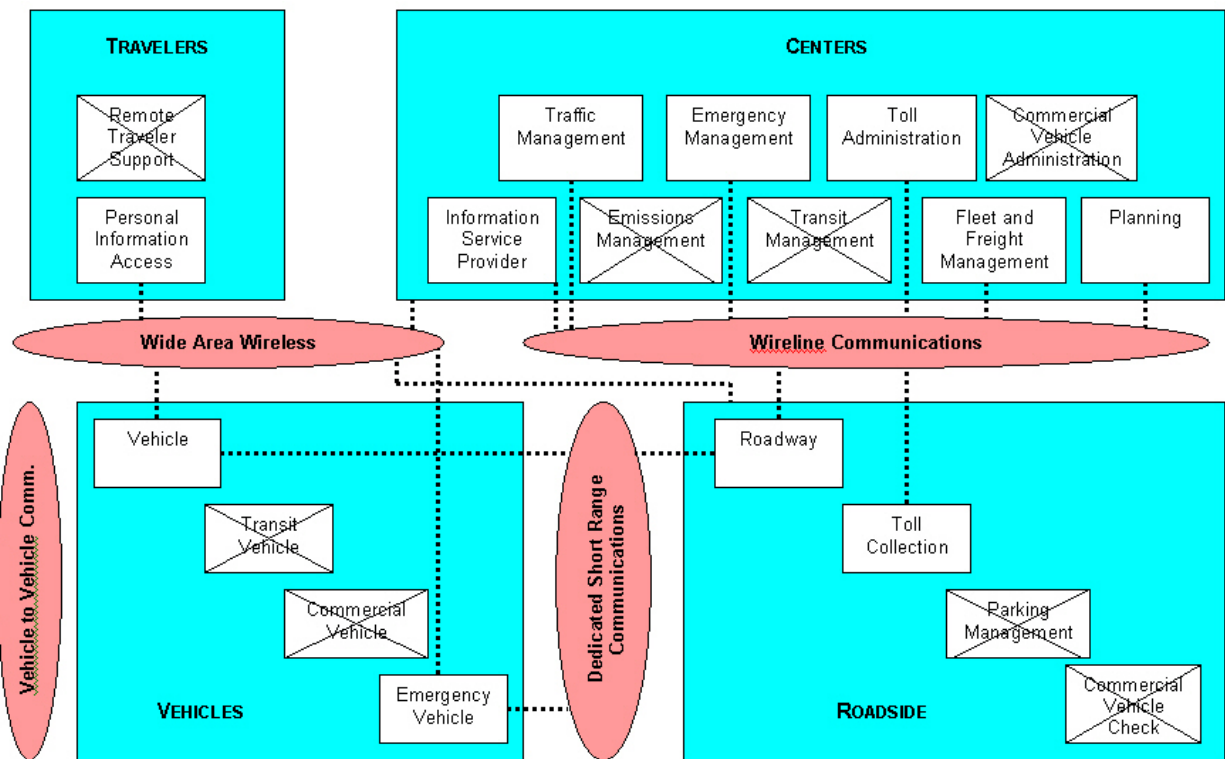 TRAVELERS
Remote
Traveler
Support
Personal
Information
Access
CENTERS
Traffic
Management
Emergency
Management
Toll
Administration
Commercial
Vehicle
Administration
Information
Service
Provider
Emissions
Management
Transit
Management
Fleet and
Freight
Management
Planning
Wide Area Wireless
Wireline Communications
Vehicle to Vehicle Comm.
Vehicle
Transit
Vehicle
Commercial
Vehicle
Emergency
Vehicle
VEHICLES
Dedicated Short Range
Communications
Roadway
Toll
Collection
Parking
Management
Commercial
Vehicle
Check
ROADSIDE